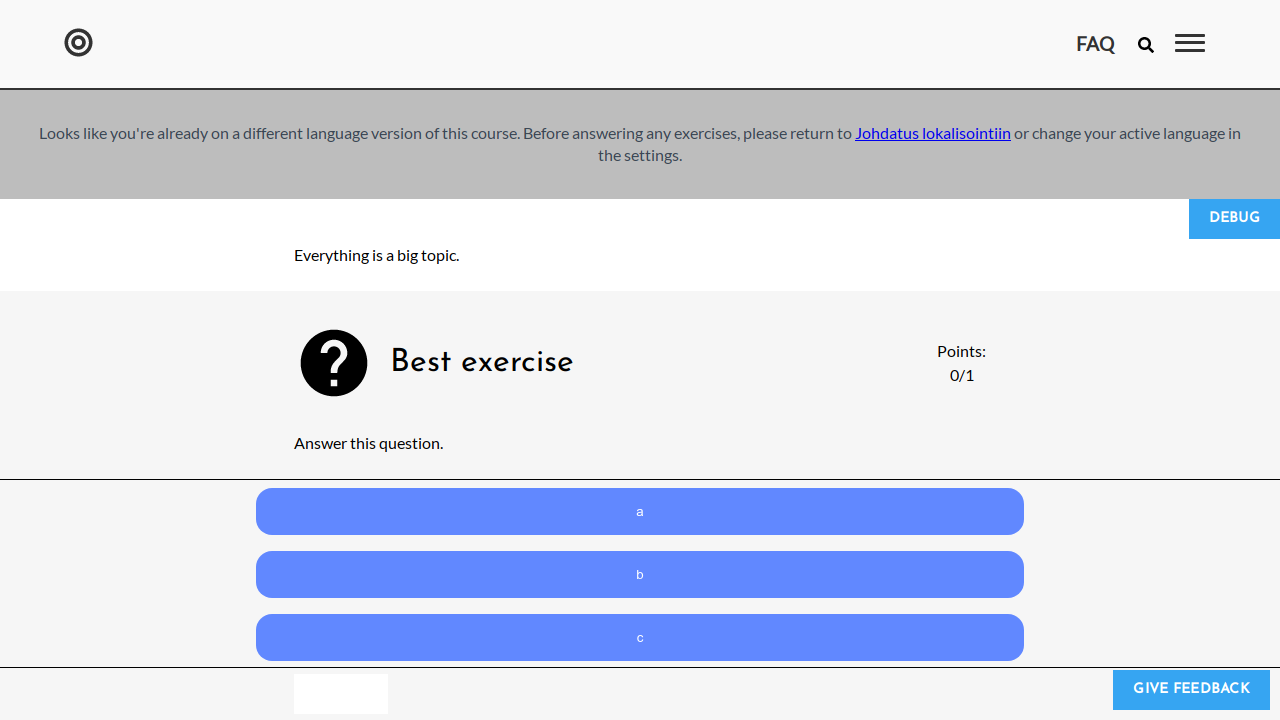 FAQ
Looks like you're already on a different language version of this course. Before answering any exercises, please return to Johdatus lokalisointiin or change your active language in
the settings.
DEBUG
Everything is a big topic.
Best exercise
Points:
0/1
Answer this question.
a
b
c
GIVE FEEDBACK